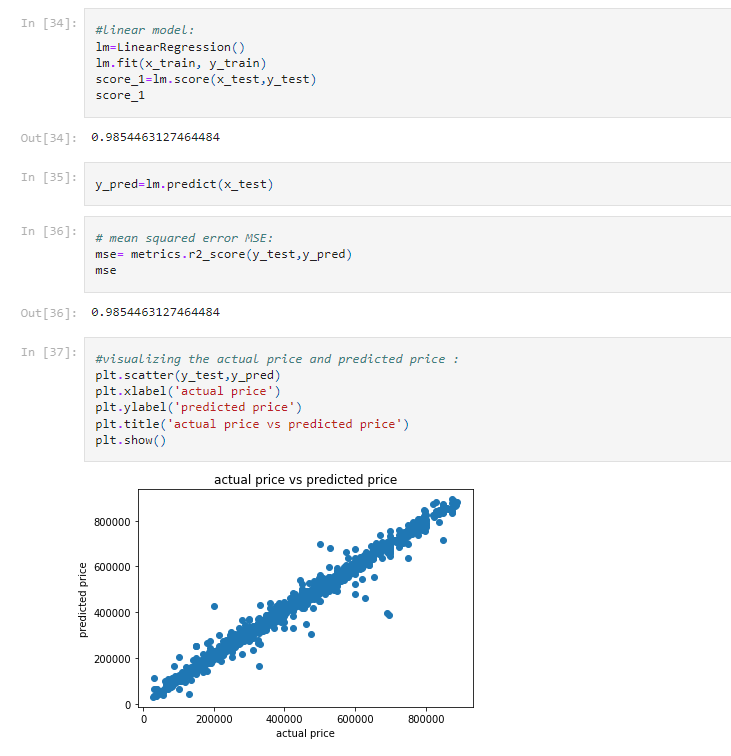 In [34]:
#linear model:
lm=LinearRegression()
lm.fit(x_train, y_train)
score_1=lm.score(x_test,y_test)
score_1
Out[34]: 0.9854463127464484
In [35]:
y_pred=lm.predict(x_test)
In [36]:
# mean squared error MSE:
mse= metrics.r2_score(y_test,y_pred)
mse
Out[36]: 0.9854463127464484
In [37]:
#visualizing the actual price and predicted price :
plt.scatter(y_test,y_pred)
plt.xlabel('actual price')
plt.ylabel('predicted price')
plt.title('actual price vs predicted price')
plt.show()
actual price vs predicted price
predicted price
800000
600000
400000
200000
0
0 200000 400000 600000 800000
actual price